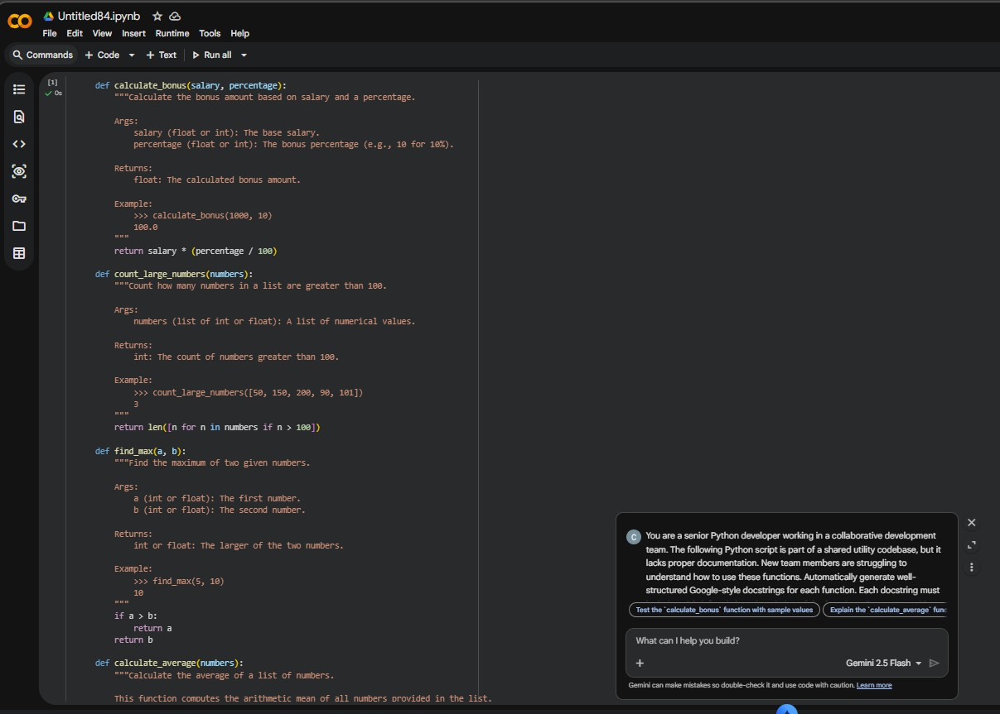 Untitled84.ipynb
File Edit View Insert Runtime Tools Help
Commands + Code + Text Run all
[1]
0s
def calculate_bonus(salary, percentage):
"""Calculate the bonus amount based on salary and a percentage.
Args:
salary (float or int): The base salary.
percentage (float or int): The bonus percentage (e.g., 10 for 10%).
Returns:
float: The calculated bonus amount.
Example:
>>> calculate_bonus(1000, 10)
100.0
"""
return salary * (percentage / 100)
def count_large_numbers(numbers):
"""Count how many numbers in a list are greater than 100.
Args:
numbers (list of int or float): A list of numerical values.
Returns:
int: The count of numbers greater than 100.
Example:
>>> count_large_numbers([50, 150, 200, 90, 101])
3
"""
return len([n for n in numbers if n > 100])
def find_max(a, b):
"""Find the maximum of two given numbers.
Args:
a (int or float): The first number.
b (int or float): The second number.
Returns:
int or float: The larger of the two numbers.
Example:
>>> find_max(5, 10)
10
"""
if a > b:
return a
return b
def calculate_average(numbers):
"""Calculate the average of a list of numbers.
This function computes the arithmetic mean of all numbers provided in the list.
C
You are a senior Python developer working in a collaborative development
team. The following Python script is part of a shared utility codebase, but it
lacks proper documentation. New team members are struggling to
understand how to use these functions. Automatically generate well-
structured Google-style docstrings for each function. Each docstring must
Test the `calculate_bonus` function with sample values
Explain the `calculate_average` func
What can I help you build?
+ Gemini 2.5 Flash
Gemini can make mistakes so double-check it and use code with caution. Learn more